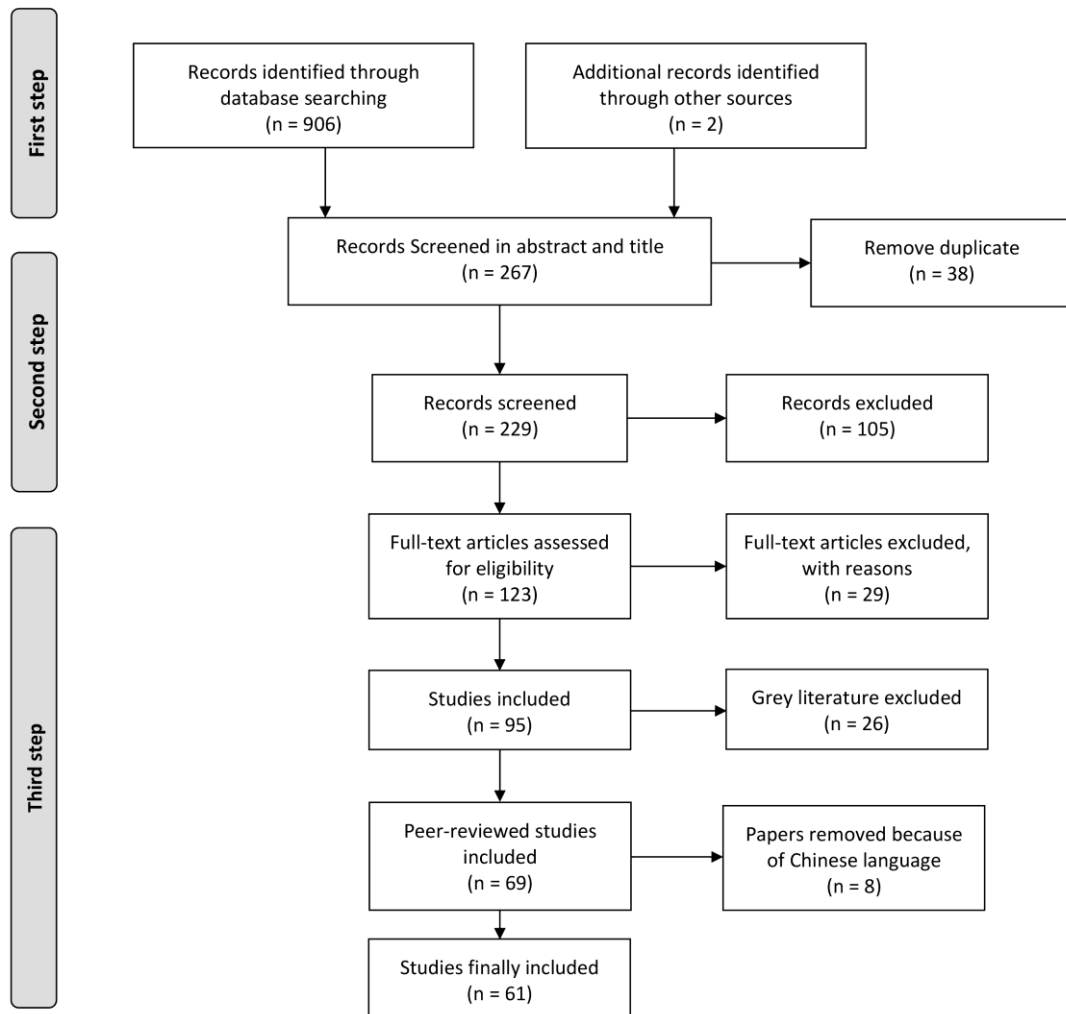 First step
Records identified through
database searching
(n = 906)
Additional records identified
through other sources
(n = 2)
Records Screened in abstract and title
(n = 267)
Remove duplicate
(n = 38)
Second step
Records screened
(n = 229)
Records excluded
(n = 105)
Third step
Full-text articles assessed
for eligibility
(n = 123)
Full-text articles excluded,
with reasons
(n = 29)
Studies included
(n = 95)
Grey literature excluded
(n = 26)
Peer-reviewed studies
included
(n = 69)
Papers removed because
of Chinese language
(n = 8)
Studies finally included
(n = 61)